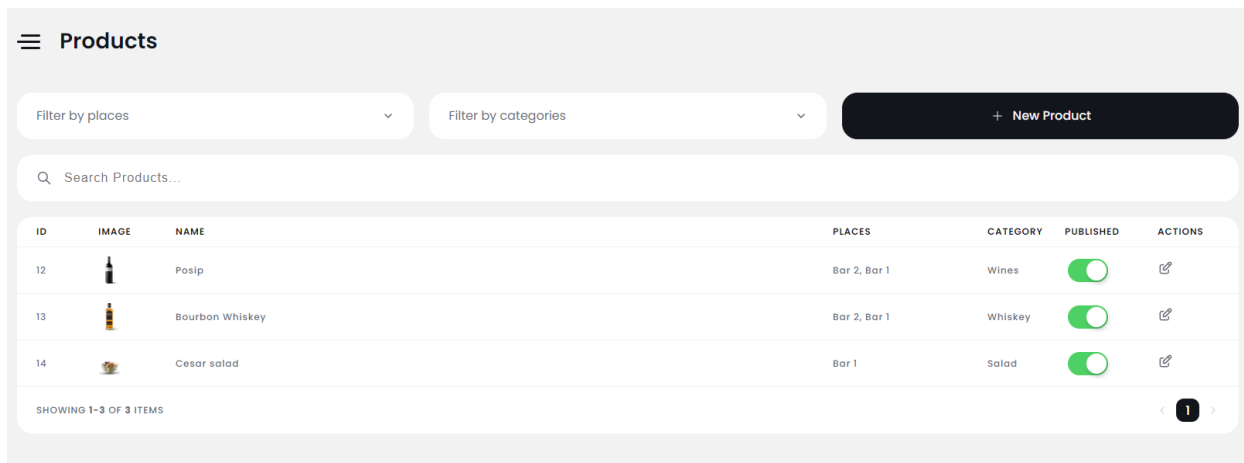 Products
Filter by places
Filter by categories
+ New Product
Search Products...
ID IMAGE NAME PLACES CATEGORY PUBLISHED ACTIONS
12 Posip Bar 2, Bar 1 Wines
13 Bourbon Whiskey Bar 2, Bar 1 Whiskey
14 Cesar salad Bar 1 Salad
SHOWING 1-3 OF 3 ITEMS
< 1 >